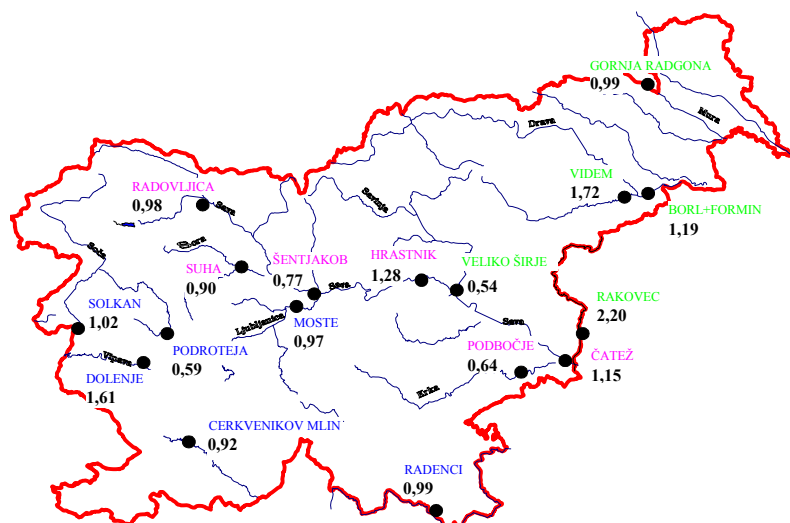 GORNJA RADGONA
0,99
Mura
Drava
VIDEM
1,72
BORL+FORMIN
1,19
RADOVLJICA
0,98
Sava
Savinja
Soča
Sora
SUHA
0,90
ŠENTJAKOB
0,77
HRASTNIK
1,28
VELIKO ŠIRJE
0,54
Sava
SOLKAN
1,02
Ljubljanica
MOSTE
0,97
RAKOVEC
2,20
Sava
Vipava
PODROTEJA
0,59
DOLENJE
1,61
PODBOČJE
0,64
ČATEŽ
1,15
Krka
CERKVENIKOV MLIN
0,92
RADENCI
0,99